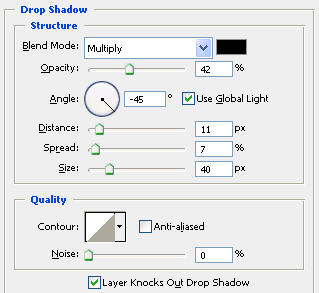 Drop Shadow
Structure
Blend Mode: Multiply
Opacity: 42 %
Angle: -45 ° Use Global Light
Distance: 11 px
Spread: 7 %
Size: 40 px
Quality
Contour: Anti-aliased
Noise: 0 %
Layer Knocks Out Drop Shadow